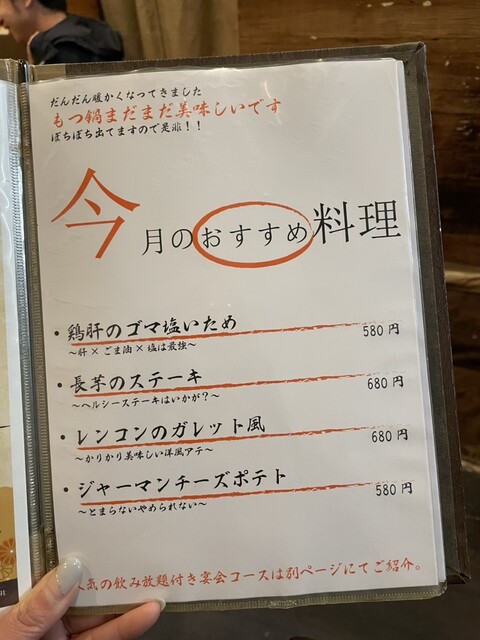 だんだん暖かくなってきました
もつ鍋まだまだ美味しいです
ぼちぼち出てますので是非！！
今月のおすすめ料理
・鶏肝のゴマ塩いため 580円
～肝×ごま油×塩は最強～
・長芋のステーキ 680円
～ヘルシーステーキはいかが？～
・レンコンのガレット風 680円
～かりかり美味しい洋風アテ～
・ジャーマンチーズポテト 580円
～とまらないやめられない～
気の飲み放題付き宴会コースは別ページにてご紹介。